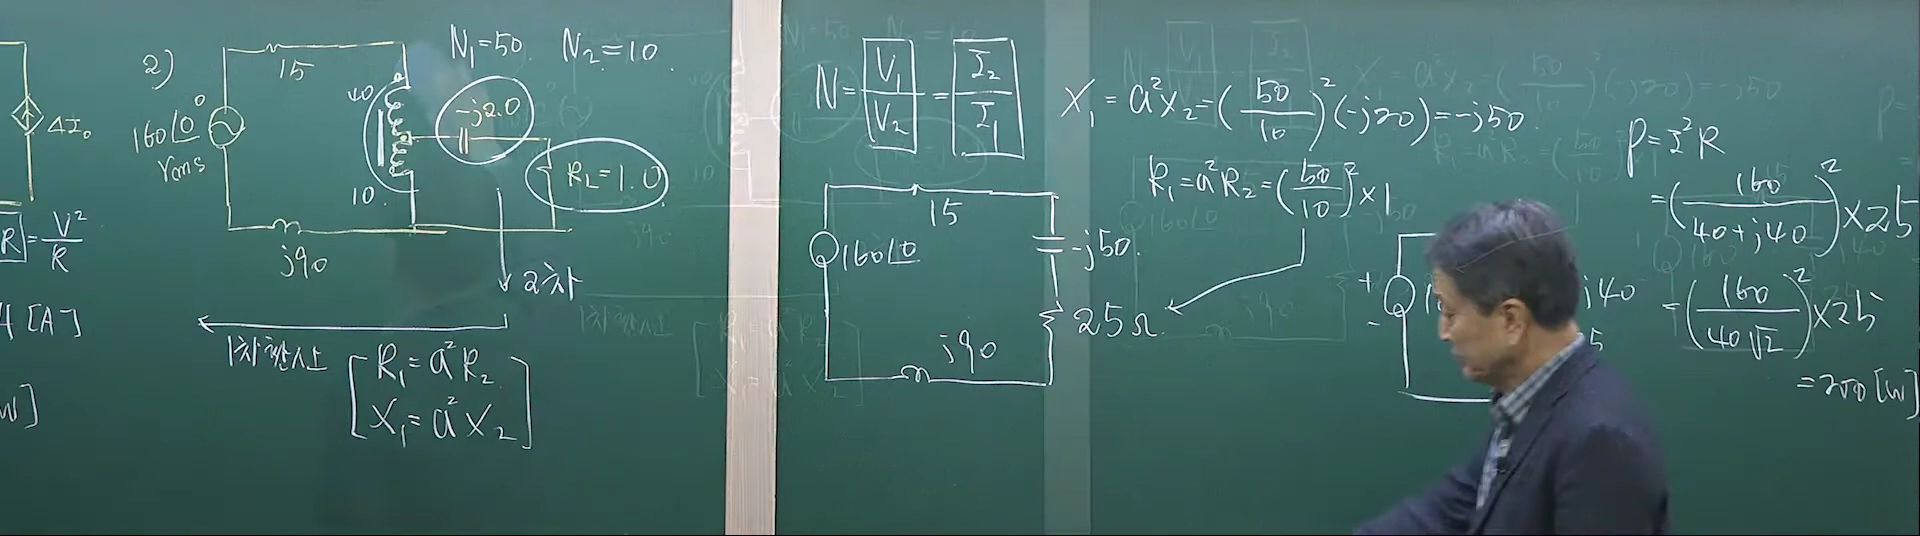 ΔI₀
R = V²/R
[A]
W]
2)
15
N₁=50 N₂=10
160∠0°
rms
40
10
-j2.0
R_L=1.0
j90
2차
1차환산
R₁=a²R₂
X₁=a²X₂
N = V₁/V₂ = I₂/I₁
X₁=a²X₂=(50/10)²(-j20)=-j50
R₁=a²R₂=(50/10)²×1
160∠0
15
-j50
25Ω
j90
+
-
j40
P=I²R
=(160/(40+j40))²×25
=(160/(40√2))²×25
=200[W]